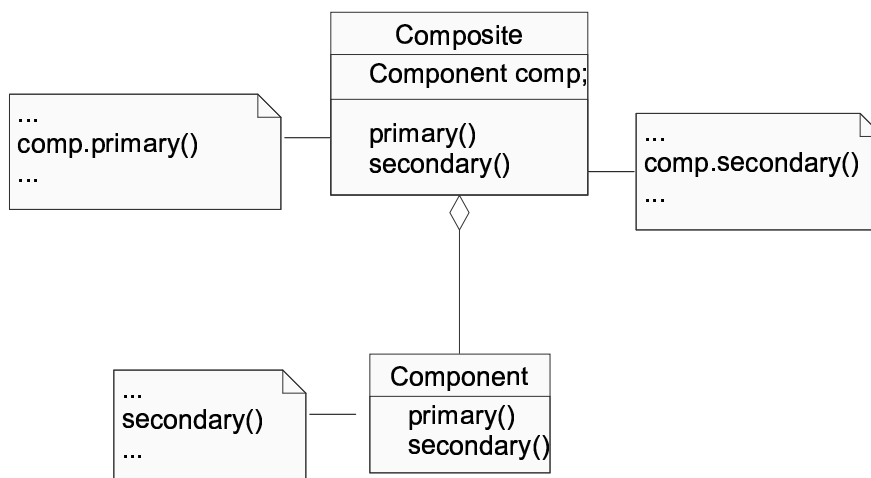 Composite
Component comp;
primary()
secondary()
...
comp.primary()
...
...
comp.secondary()
...
Component
primary()
secondary()
...
secondary()
...